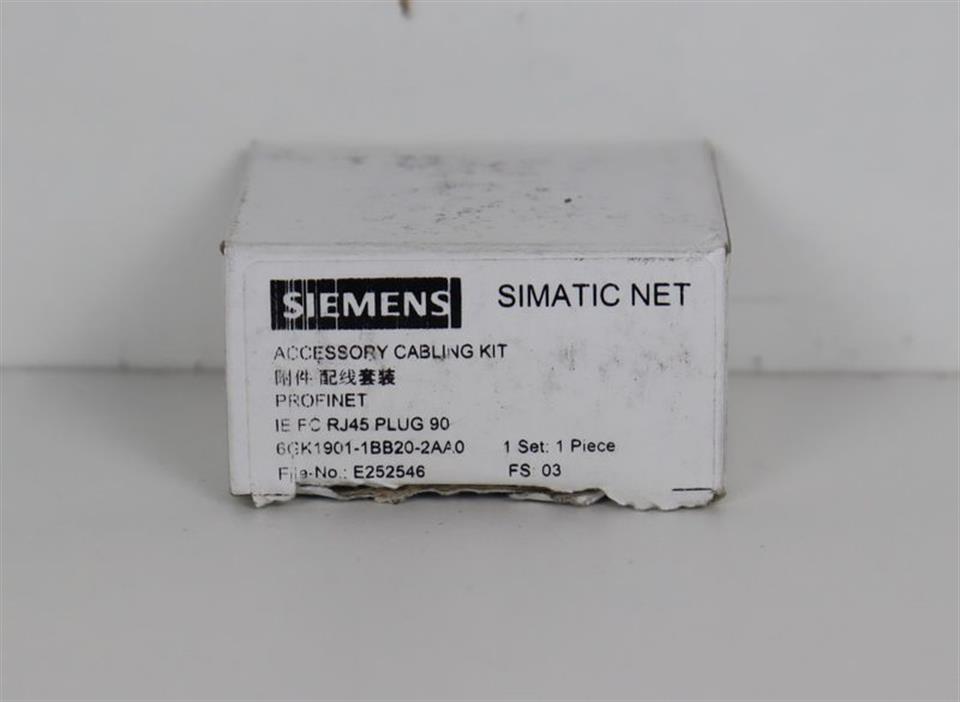 SIEMENS SIMATIC NET
ACCESSORY CABLING KIT
附件 配线套装
PROFINET
IE FC RJ45 PLUG 90
6GK1901-1BB20-2AA0 1 Set: 1 Piece
File-No.: E252546 FS: 03